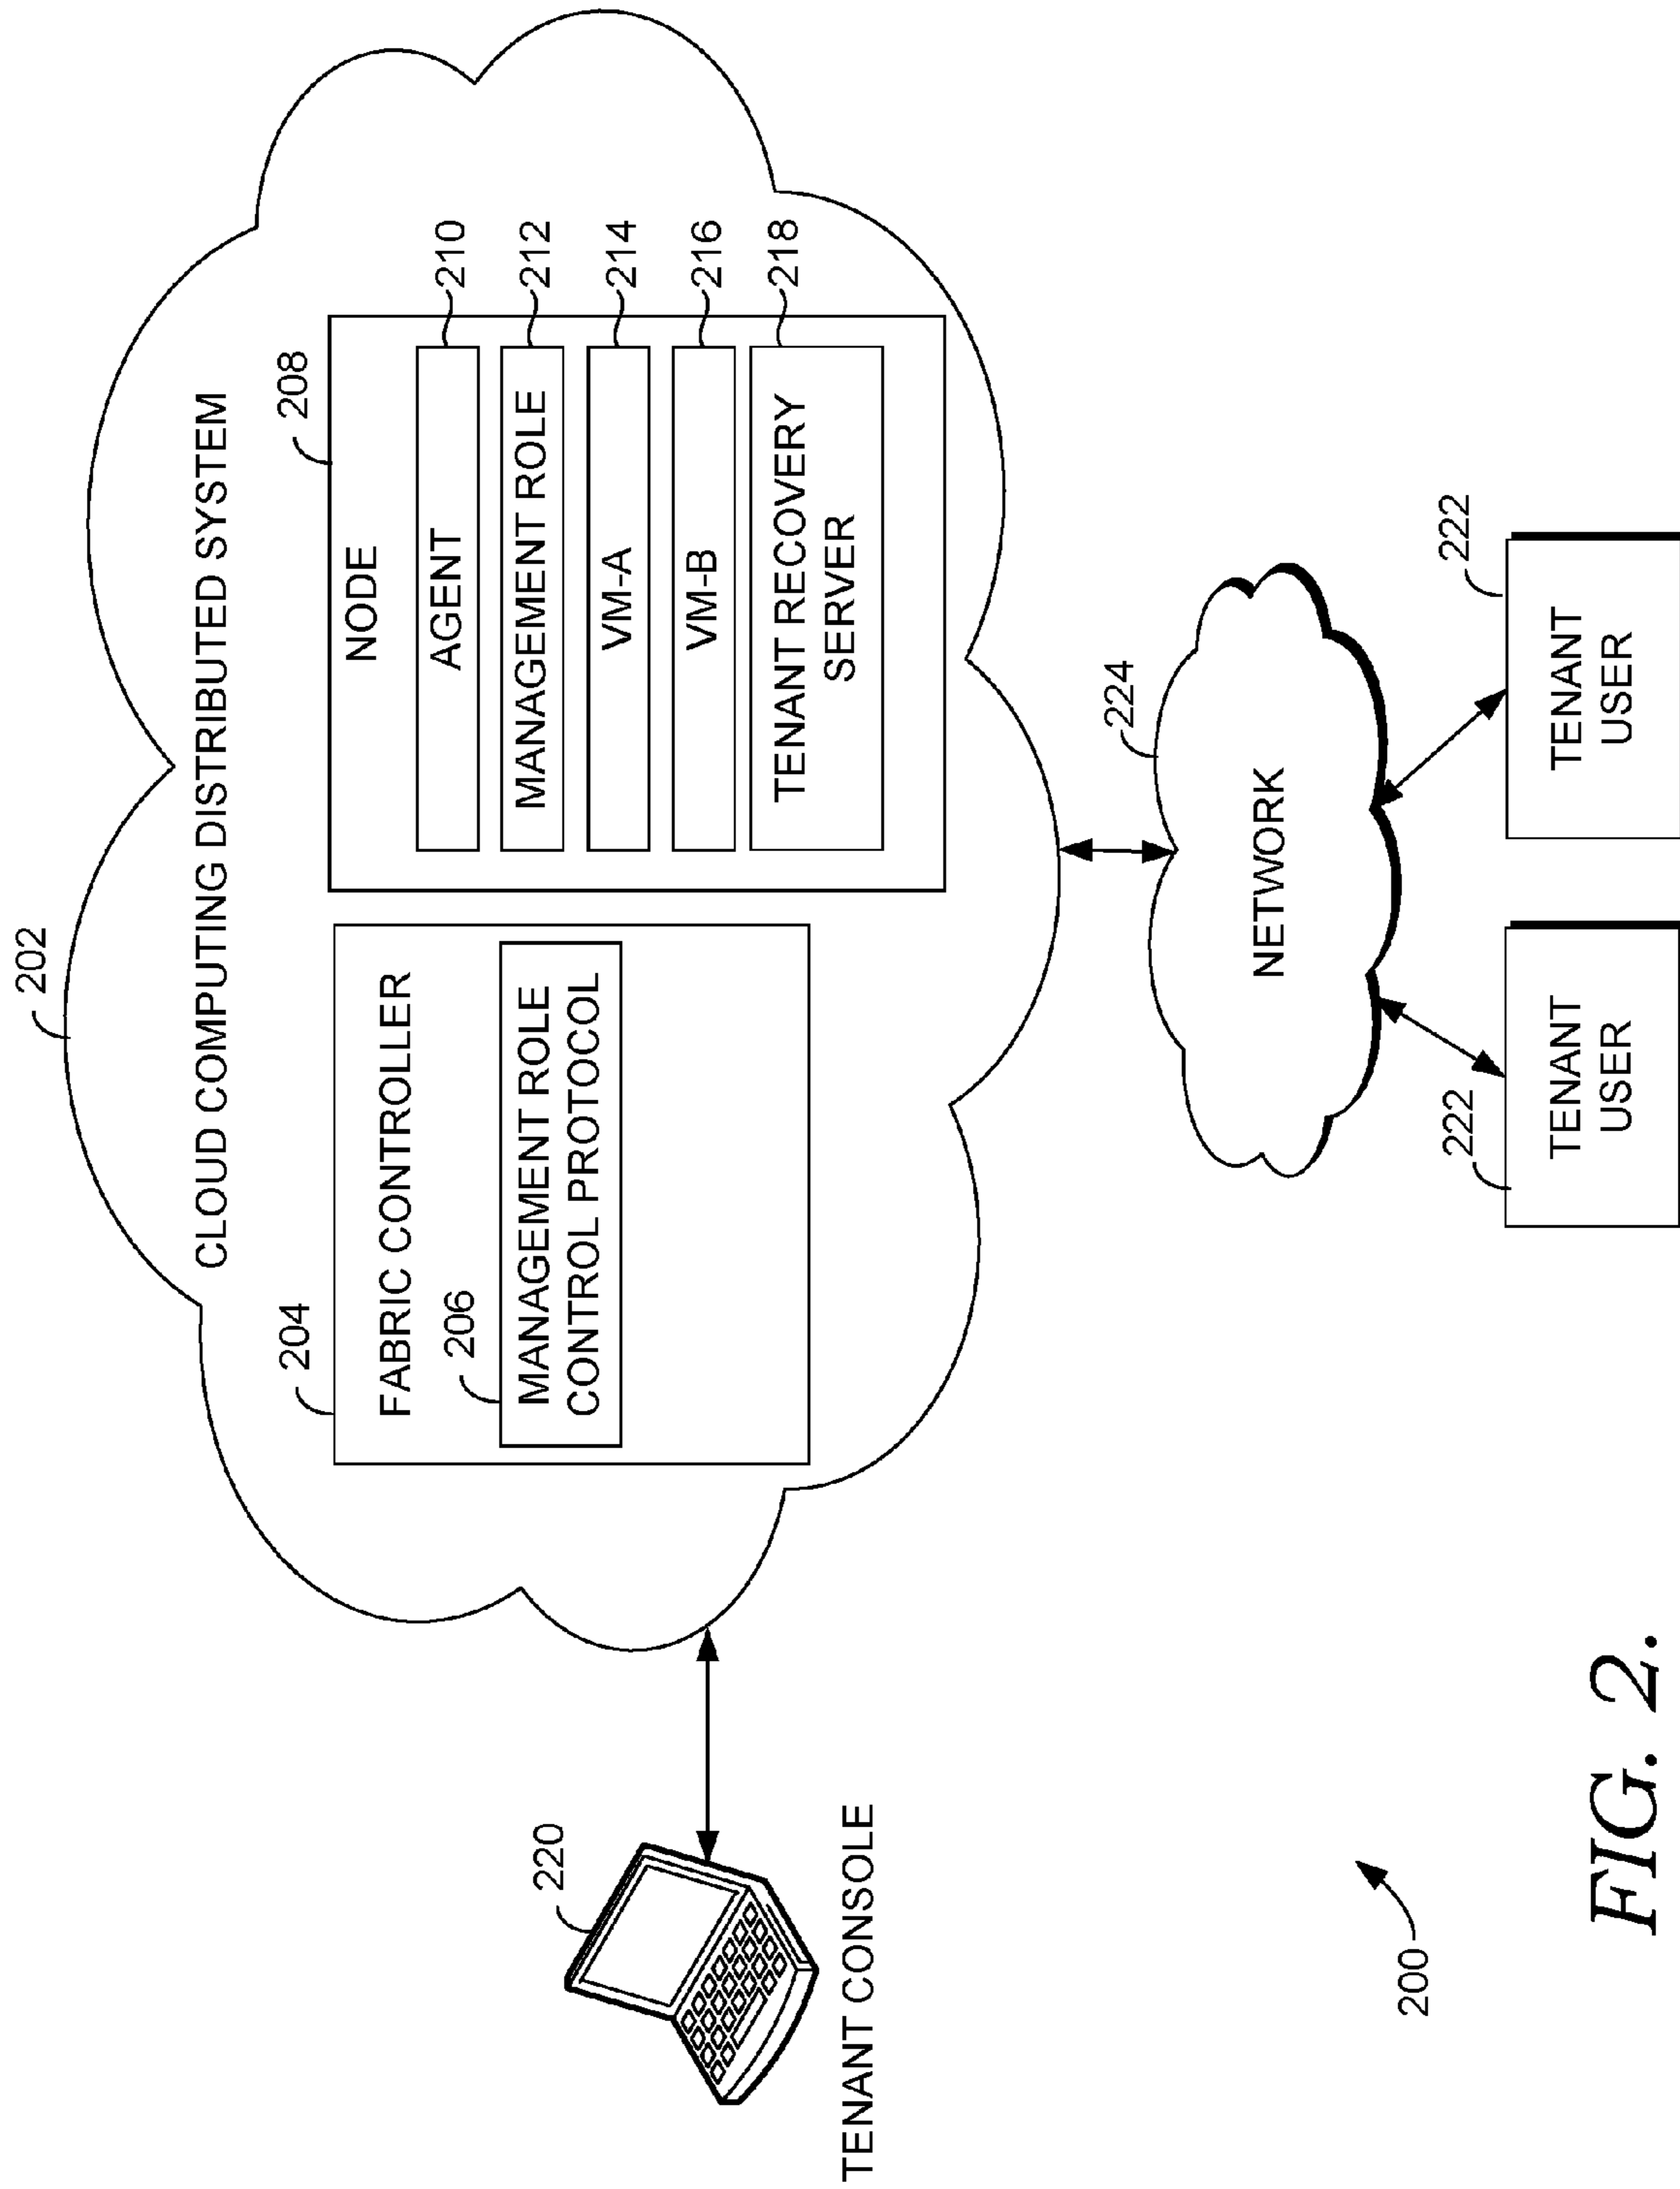 202
CLOUD COMPUTING DISTRIBUTED SYSTEM
204
FABRIC CONTROLLER
206
MANAGEMENT ROLE
CONTROL PROTOCOL
208
NODE
AGENT
210
MANAGEMENT ROLE
212
VM-A
214
VM-B
216
TENANT RECOVERY
SERVER
218
220
TENANT CONSOLE
224
NETWORK
222
TENANT
USER
222
TENANT
USER
200
FIG. 2.